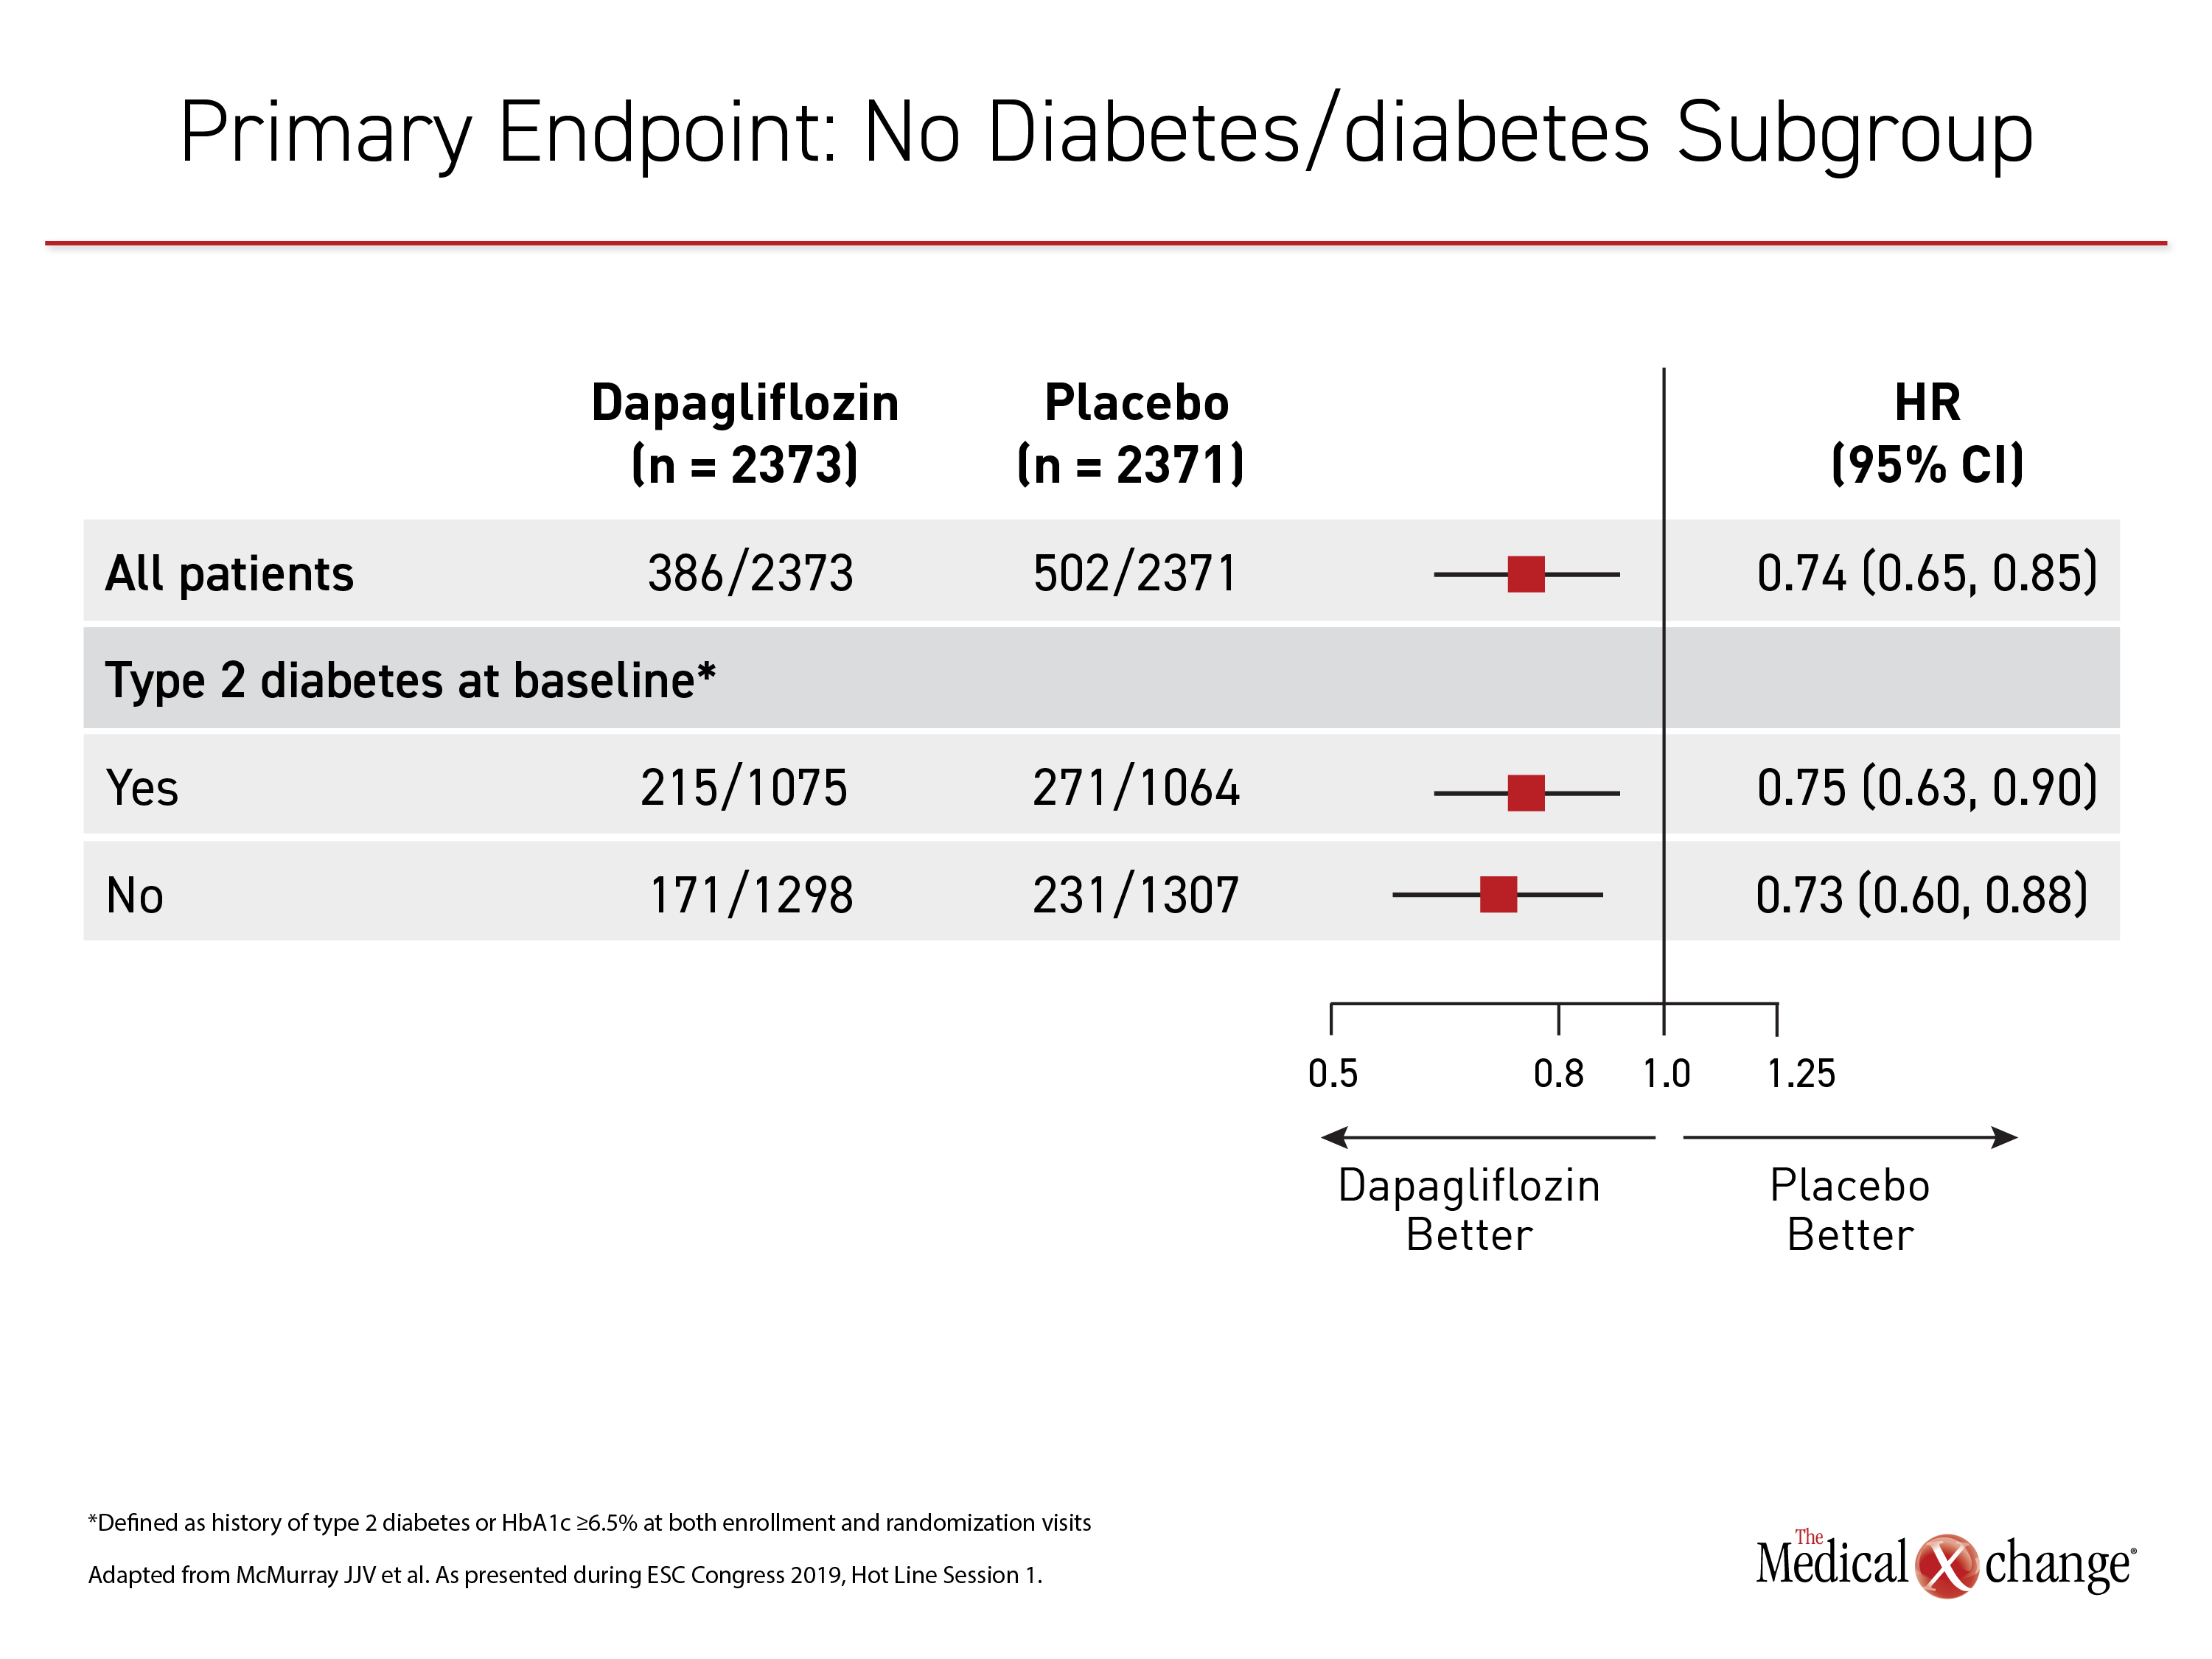 Primary Endpoint: No Diabetes/diabetes Subgroup
Dapagliflozin Placebo HR
(n = 2373) (n = 2371) (95% CI)
All patients 386/2373 502/2371 0.74 (0.65, 0.85)
Type 2 diabetes at baseline*
Yes 215/1075 271/1064 0.75 (0.63, 0.90)
No 171/1298 231/1307 0.73 (0.60, 0.88)
0.5 0.8 1.0 1.25
Dapagliflozin Placebo
Better Better
*Defined as history of type 2 diabetes or HbA1c ≥6.5% at both enrollment and randomization visits
Adapted from McMurray JJV et al. As presented during ESC Congress 2019, Hot Line Session 1.
The
Medical X change®